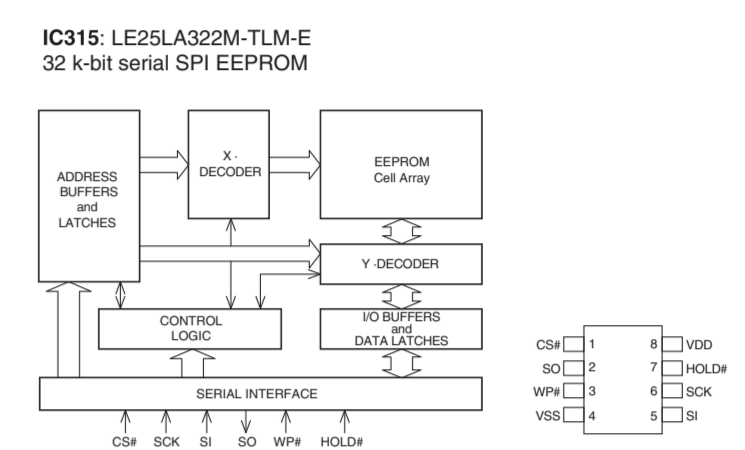 IC315: LE25LA322M-TLM-E
32 k-bit serial SPI EEPROM
ADDRESS
BUFFERS
and
LATCHES
X ·
DECODER
EEPROM
Cell Array
Y ·DECODER
CONTROL
LOGIC
I/O BUFFERS
and
DATA LATCHES
SERIAL INTERFACE
CS# SCK SI SO WP# HOLD#
CS# 1 8 VDD
SO 2 7 HOLD#
WP# 3 6 SCK
VSS 4 5 SI